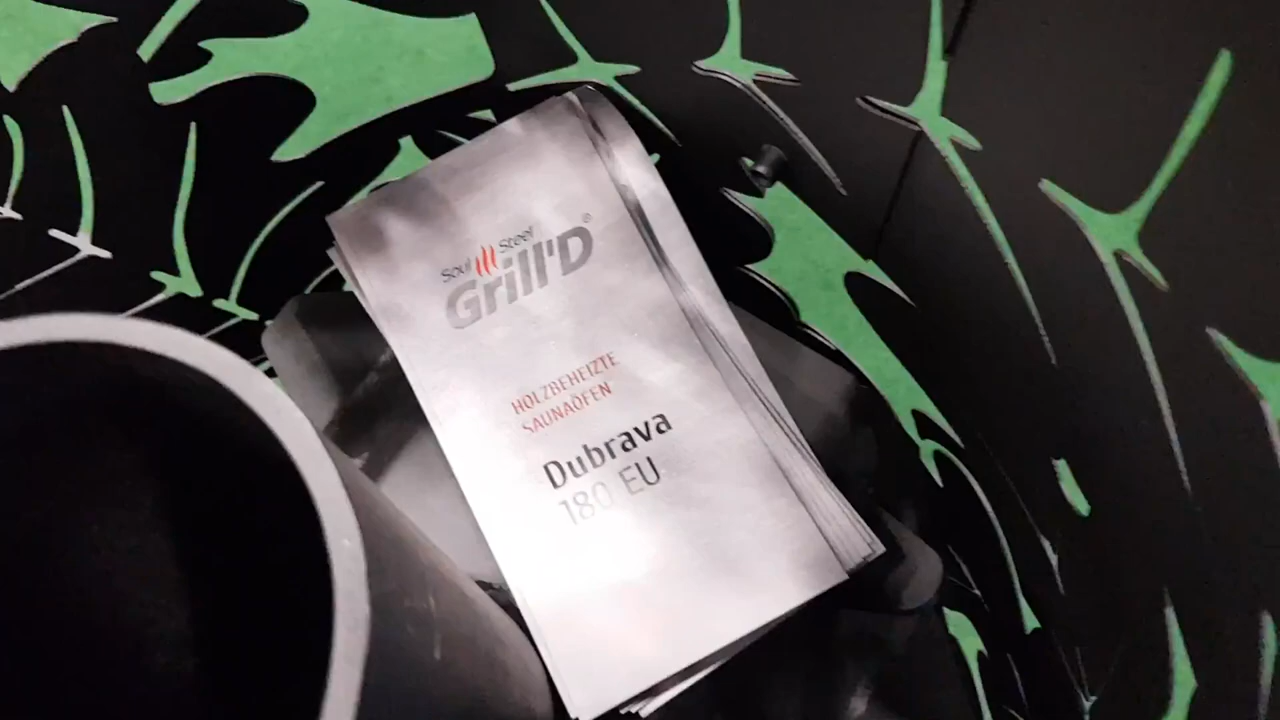 Soul Steel
Grill'D®
HOLZBEHEIZTE
SAUNAÖFEN
Dubrava
180 EU